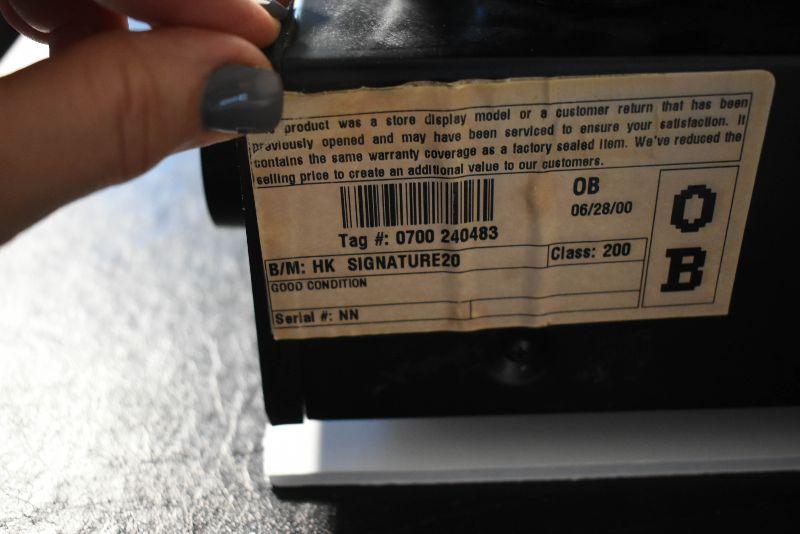 product was a store display model or a customer return that has been
previously opened and may have been serviced to ensure your satisfaction. It
contains the same warranty coverage as a factory sealed item. We've reduced the
selling price to create an additional value to our customers.
OB
06/28/00
Tag #: 0700 240483
OB
B/M: HK SIGNATURE20
Class: 200
GOOD CONDITION
Serial #: NN